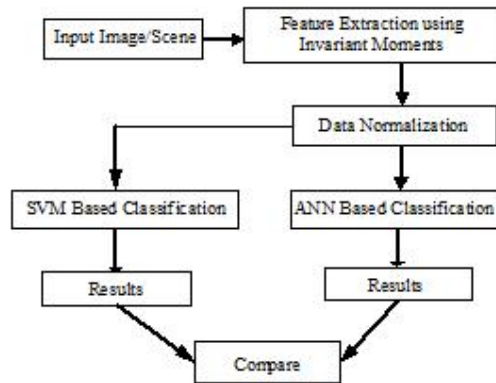 Input Image/Scene
Feature Extraction using
Invariant Moments
Data Normalization
SVM Based Classification
ANN Based Classification
Results
Results
Compare